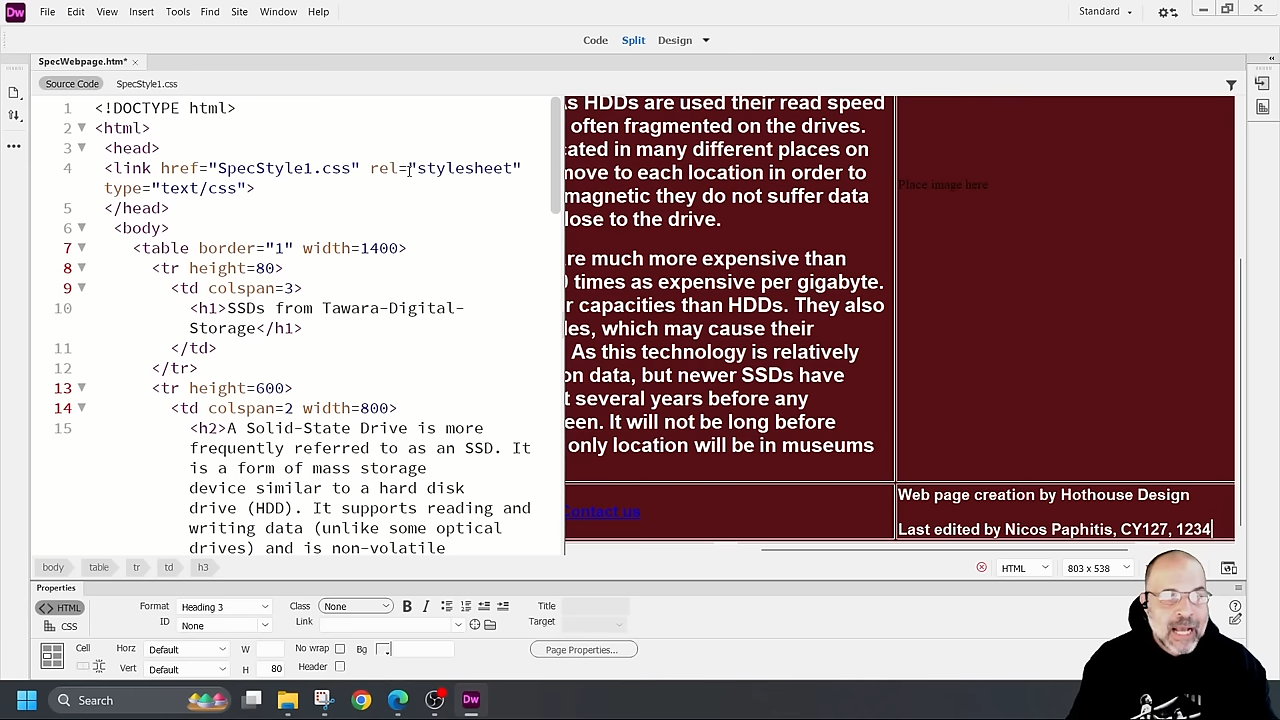 Dw File Edit View Insert Tools Find Site Window Help Standard
Code Split Design
SpecWebpage.htm*
Source Code SpecStyle1.css
1 <!DOCTYPE html>
2 <html>
3 <head>
4 <link href="SpecStyle1.css" rel="stylesheet"
type="text/css">
5 </head>
6 <body>
7 <table border="1" width=1400>
8 <tr height=80>
9 <td colspan=3>
10 <h1>SSDs from Tawara-Digital-
Storage</h1>
11 </td>
12 </tr>
13 <tr height=600>
14 <td colspan=2 width=800>
15 <h2>A Solid-State Drive is more
frequently referred to as an SSD. It
is a form of mass storage
device similar to a hard disk
drive (HDD). It supports reading and
writing data (unlike some optical
drives) and is non-volatile
As HDDs are used their read speed
often fragmented on the drives.
cated in many different places on
move to each location in order to
magnetic they do not suffer data
lose to the drive.
are much more expensive than
0 times as expensive per gigabyte.
r capacities than HDDs. They also
les, which may cause their
As this technology is relatively
on data, but newer SSDs have
t several years before any
een. It will not be long before
only location will be in museums
Place image here
Contact us
Web page creation by Hothouse Design
Last edited by Nicos Paphitis, CY127, 1234
body table tr td h3
HTML 803 x 538
Properties
HTML Format Heading 3 Class None B I Title
CSS ID None Link Target
Cell Horz Default W No wrap Bg Page Properties...
Vert Default H 80 Header
Search Dw